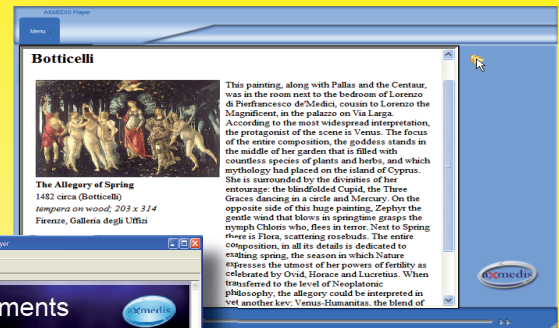 AXMEDIS Player
Menu
Botticelli
The Allegory of Spring
1482 circa (Botticelli)
tempera on wood; 203 x 314
Firenze, Galleria degli Uffizi
This painting, along with Pallas and the Centaur,
was in the room next to the bedroom of Lorenzo
di Pierfrancesco de'Medici, cousin to Lorenzo the
Magnificent, in the palazzo on Via Larga.
According to the most widespread interpretation,
the protagonist of the scene is Venus. The focus
of the entire composition, the goddess stands in
the middle of her garden that is filled with
countless species of plants and herbs, and which
mythology had placed on the island of Cyprus.
She is surrounded by the divinities of her
entourage: the blindfolded Cupid, the Three
Graces dancing in a circle and Mercury. On the
opposite side of this huge painting, Zephyr the
gentle wind that blows in springtime grasps the
nymph Chloris who, flees in terror. Next to Spring
there is Flora, scattering rosebuds. The entire
composition, in all its details is dedicated to
exalting spring, the season in which Nature
expresses the utmost of her powers of fertility as
celebrated by Ovid, Horace and Lucretius. When
transferred to the level of Neoplatonic
philosophy, the allegory could be interpreted in
yet another key: Venus-Humanitas, the blend of
axmedis
yer
ments
axmedis